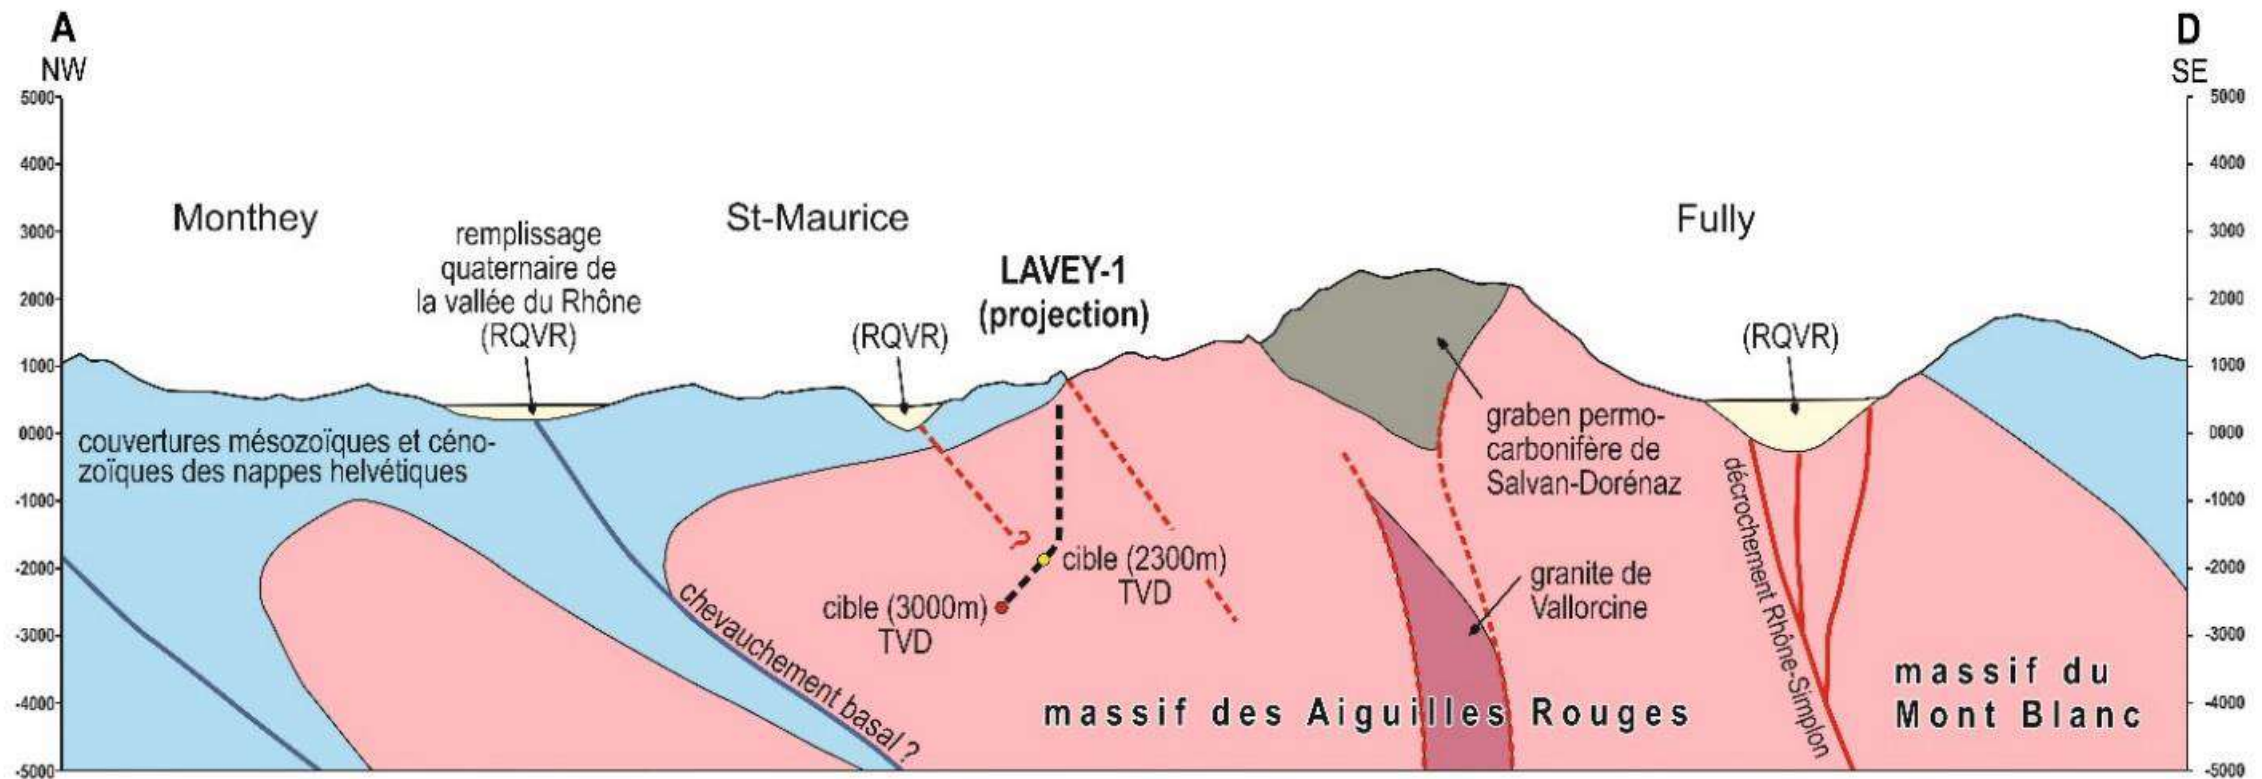 A
NW
D
SE
5000
4000
3000
2000
1000
0000
-1000
-2000
-3000
-4000
-5000
5000
4000
3000
2000
1000
0000
-1000
-2000
-3000
-4000
-5000
Monthey
St-Maurice
Fully
remplissage
quaternaire de
la vallée du Rhône
(RQVR)
(RQVR)
LAVEY-1
(projection)
(RQVR)
couvertures mésozoïques et céno-
zoïques des nappes helvétiques
graben permo-
carbonifère de
Salvan-Dorénaz
?
cible (2300m)
TVD
cible (3000m)
TVD
granite de
Vallorcine
chevauchement basal ?
décrochement Rhône-Simplon
massif des Aiguilles Rouges
massif du
Mont Blanc